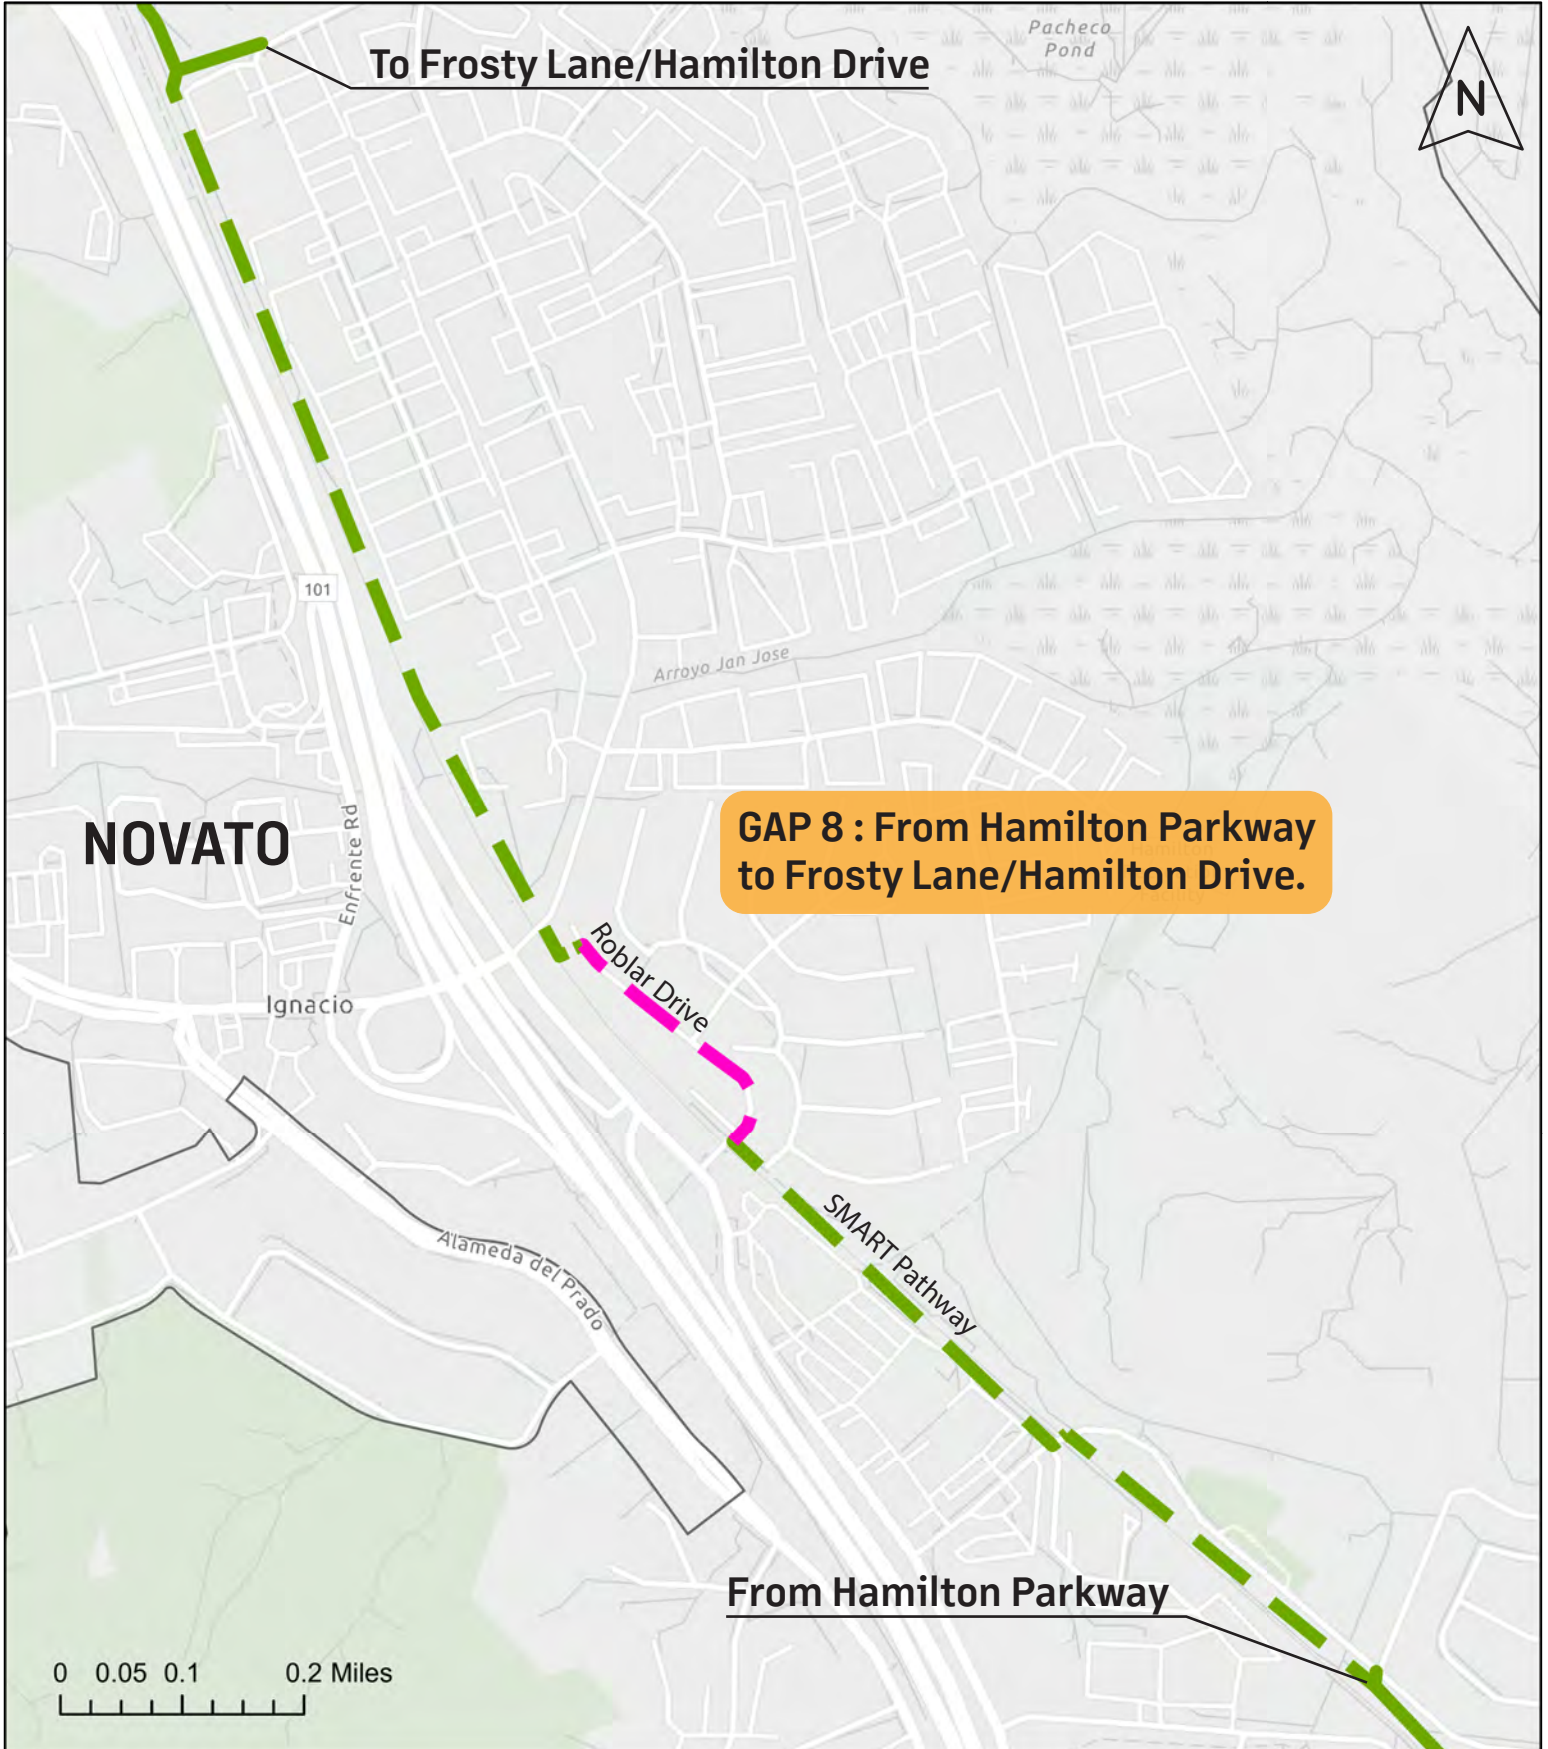 Pacheco
Pond
To Frosty Lane/Hamilton Drive
N
101
Arroyo Jan Jose
GAP 8 : From Hamilton Parkway
to Frosty Lane/Hamilton Drive.
NOVATO
Enfrente Rd
Roblar Drive
Ignacio
SMART Pathway
Alameda del Prado
From Hamilton Parkway
0 0.05 0.1 0.2 Miles